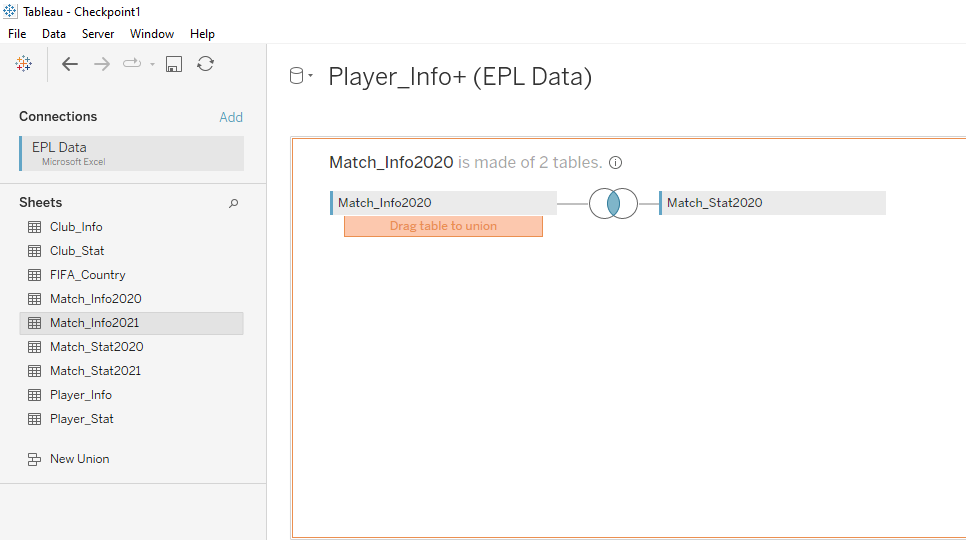 Tableau - Checkpoint1
File Data Server Window Help
Player_Info+ (EPL Data)
Connections Add
EPL Data
Microsoft Excel
Match_Info2020 is made of 2 tables.
Match_Info2020 Match_Stat2020
Drag table to union
Sheets
Club_Info
Club_Stat
FIFA_Country
Match_Info2020
Match_Info2021
Match_Stat2020
Match_Stat2021
Player_Info
Player_Stat
New Union